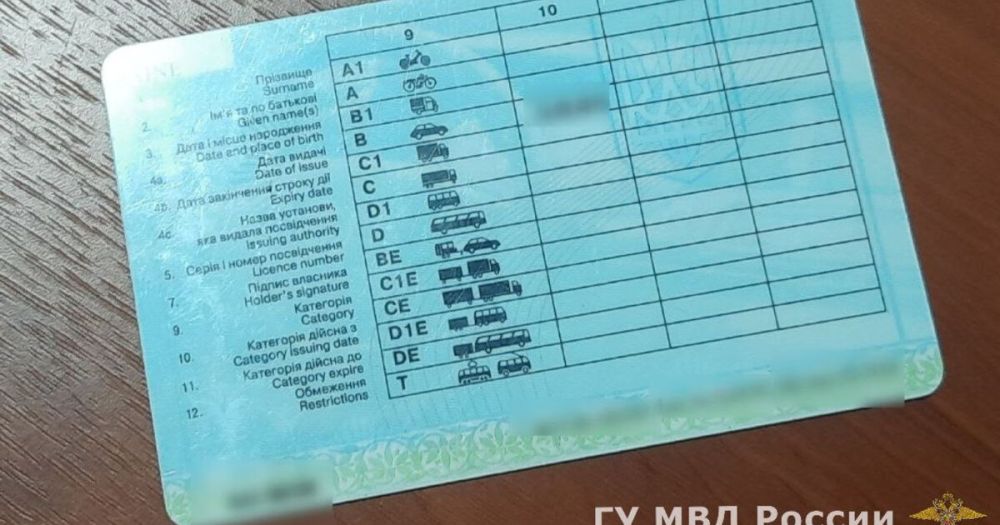 9
10
Прізвище
Surname
2. Ім'я та по батькові
Given name(s)
3. Дата і місце народження
Date and place of birth
4a. Дата видачі
Date of issue
4b. Дата закінчення строку дії
Expiry date
4c. Назва установи,
яка видала посвідчення
Issuing authority
5. Серія і номер посвідчення
Licence number
7. Підпис власника
Holder's signature
9. Категорія
Category
10. Категорія дійсна з
Category issuing date
11. Категорія дійсна до
Category expire
12. Обмеження
Restrictions
A1
A
B1
B
C1
C
D1
D
BE
C1E
CE
D1E
DE
T
ГУ МВД России